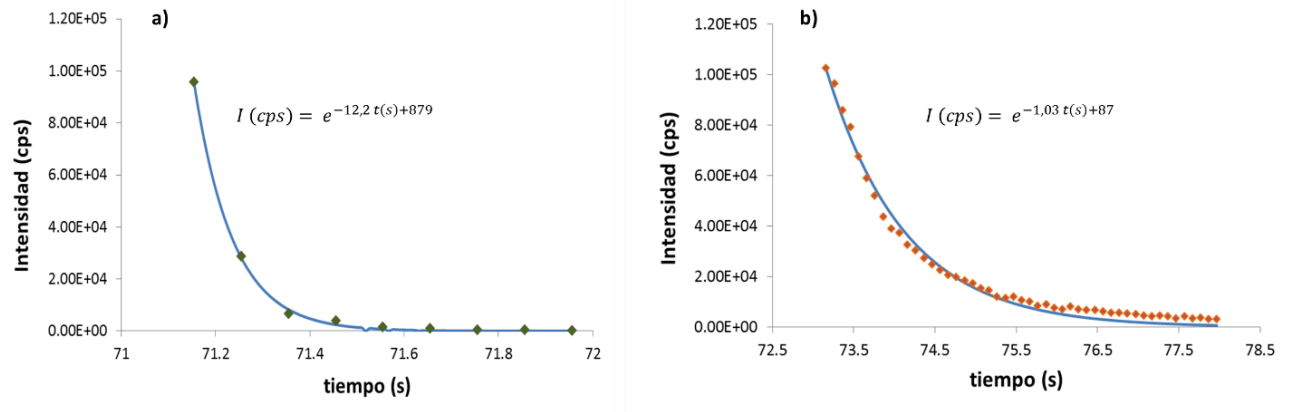 a)
1.20E+05
1.00E+05
8.00E+04
6.00E+04
4.00E+04
2.00E+04
0.00E+00
Intensidad (cps)
I (cps) = e^{-12,2 t(s)+879}
71 71.2 71.4 71.6 71.8 72
tiempo (s)
b)
1.20E+05
1.00E+05
8.00E+04
6.00E+04
4.00E+04
2.00E+04
0.00E+00
Intensidad (cps)
I (cps) = e^{-1,03 t(s)+87}
72.5 73.5 74.5 75.5 76.5 77.5 78.5
tiempo (s)